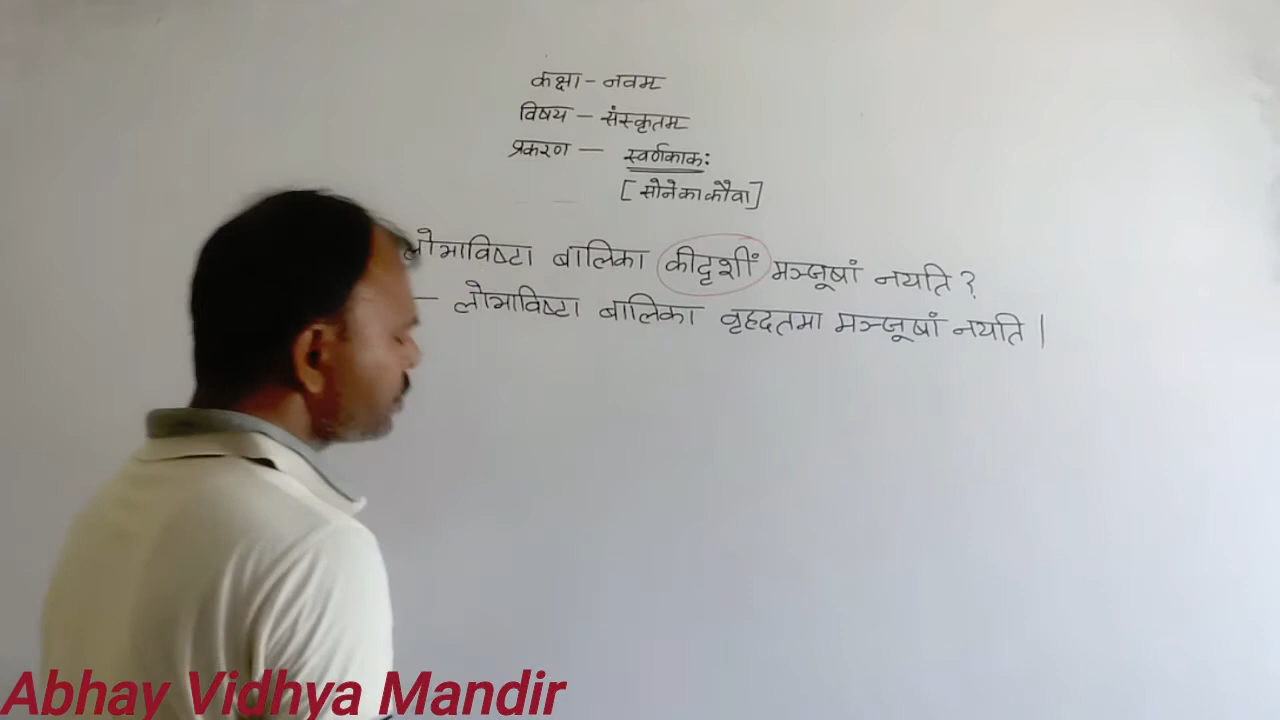 कक्षा - नवम
विषय - संस्कृतम
प्रकरण - स्वर्णकाकः
[सोने का कौवा]
लोभाविष्टा बालिका कीदृशीं मञ्जूषां नयति ?
- लोभाविष्टा बालिका वृहदतमा मञ्जूषां नयति |
Abhay Vidhya Mandir